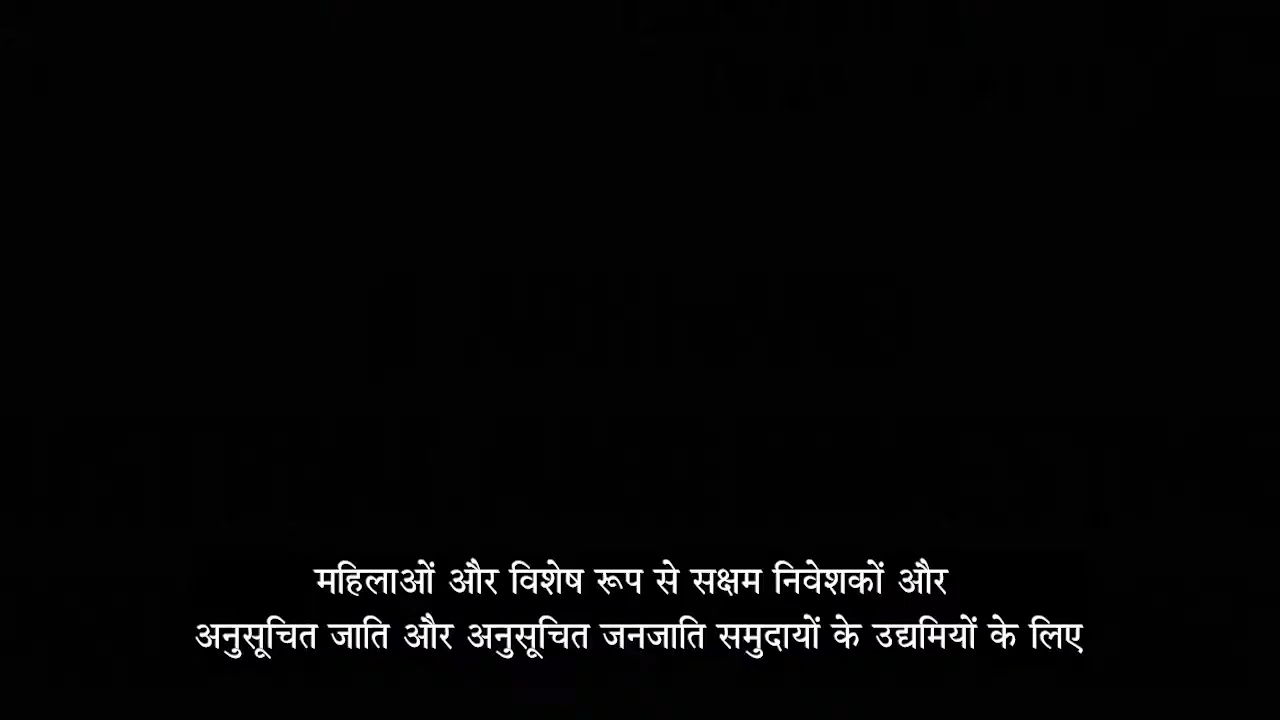 महिलाओं और विशेष रूप से सक्षम निवेशकों और
अनुसूचित जाति और अनुसूचित जनजाति समुदायों के उद्यमियों के लिए